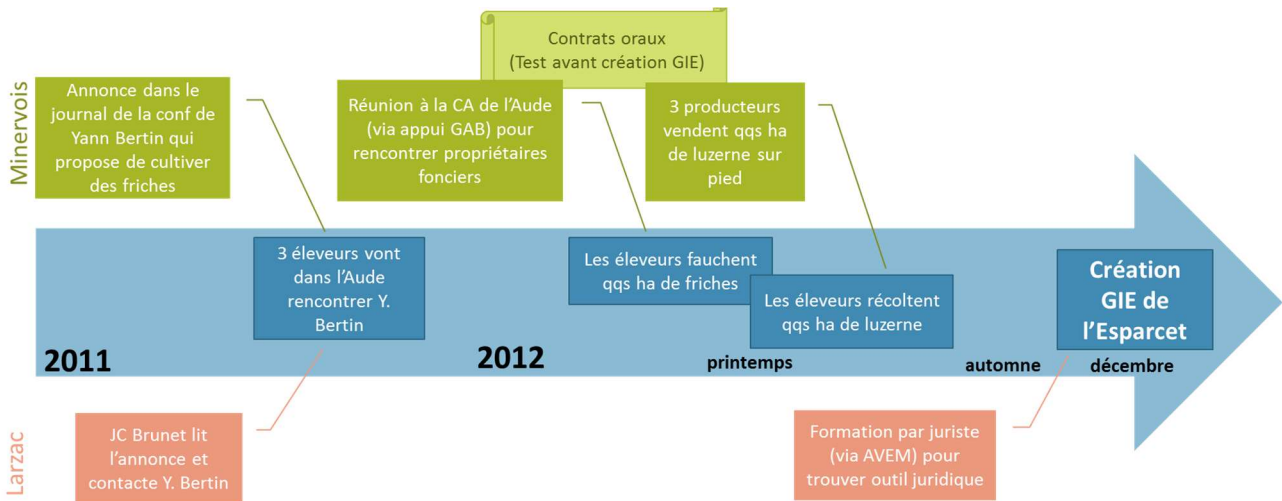 Minervois
Contrats oraux
(Test avant création GIE)
Annonce dans le
journal de la conf de
Yann Bertin qui
propose de cultiver
des friches
Réunion à la CA de l'Aude
(via appui GAB) pour
rencontrer propriétaires
fonciers
3 producteurs
vendent qqs ha
de luzerne sur
pied
3 éleveurs vont
dans l'Aude
rencontrer Y.
Bertin
Les éleveurs fauchent
qqs ha de friches
Les éleveurs récoltent
qqs ha de luzerne
Création
GIE de
l'Esparcet
2011
2012
printemps
automne
décembre
Larzac
JC Brunet lit
l'annonce et
contacte Y. Bertin
Formation par juriste
(via AVEM) pour
trouver outil juridique